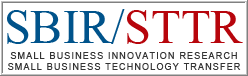 SBIR/STTR
SMALL BUSINESS INNOVATION RESEARCH
SMALL BUSINESS TECHNOLOGY TRANSFER